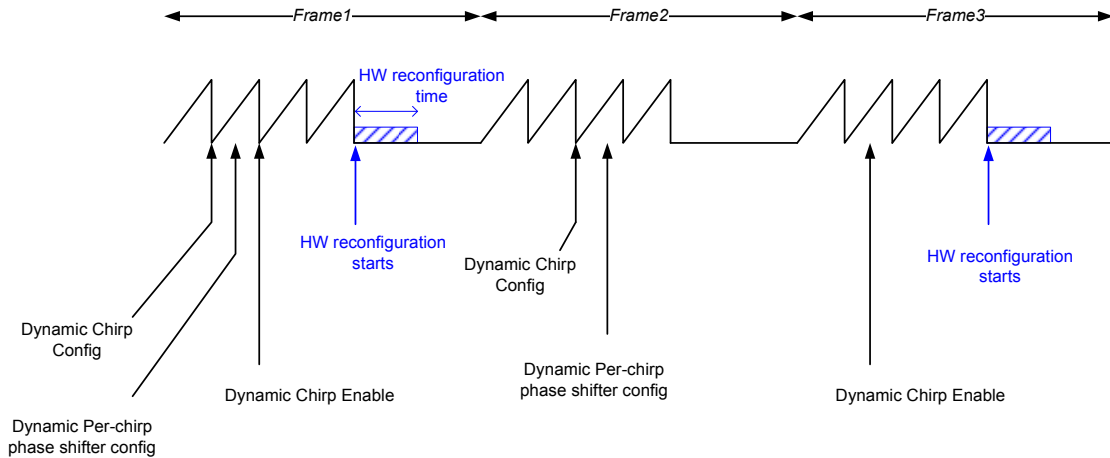 Frame1
Frame2
Frame3
HW reconfiguration
time
HW reconfiguration
starts
Dynamic Chirp
Config
HW reconfiguration
starts
Dynamic Chirp
Config
Dynamic Per-chirp
phase shifter config
Dynamic Chirp Enable
Dynamic Chirp Enable
Dynamic Per-chirp
phase shifter config